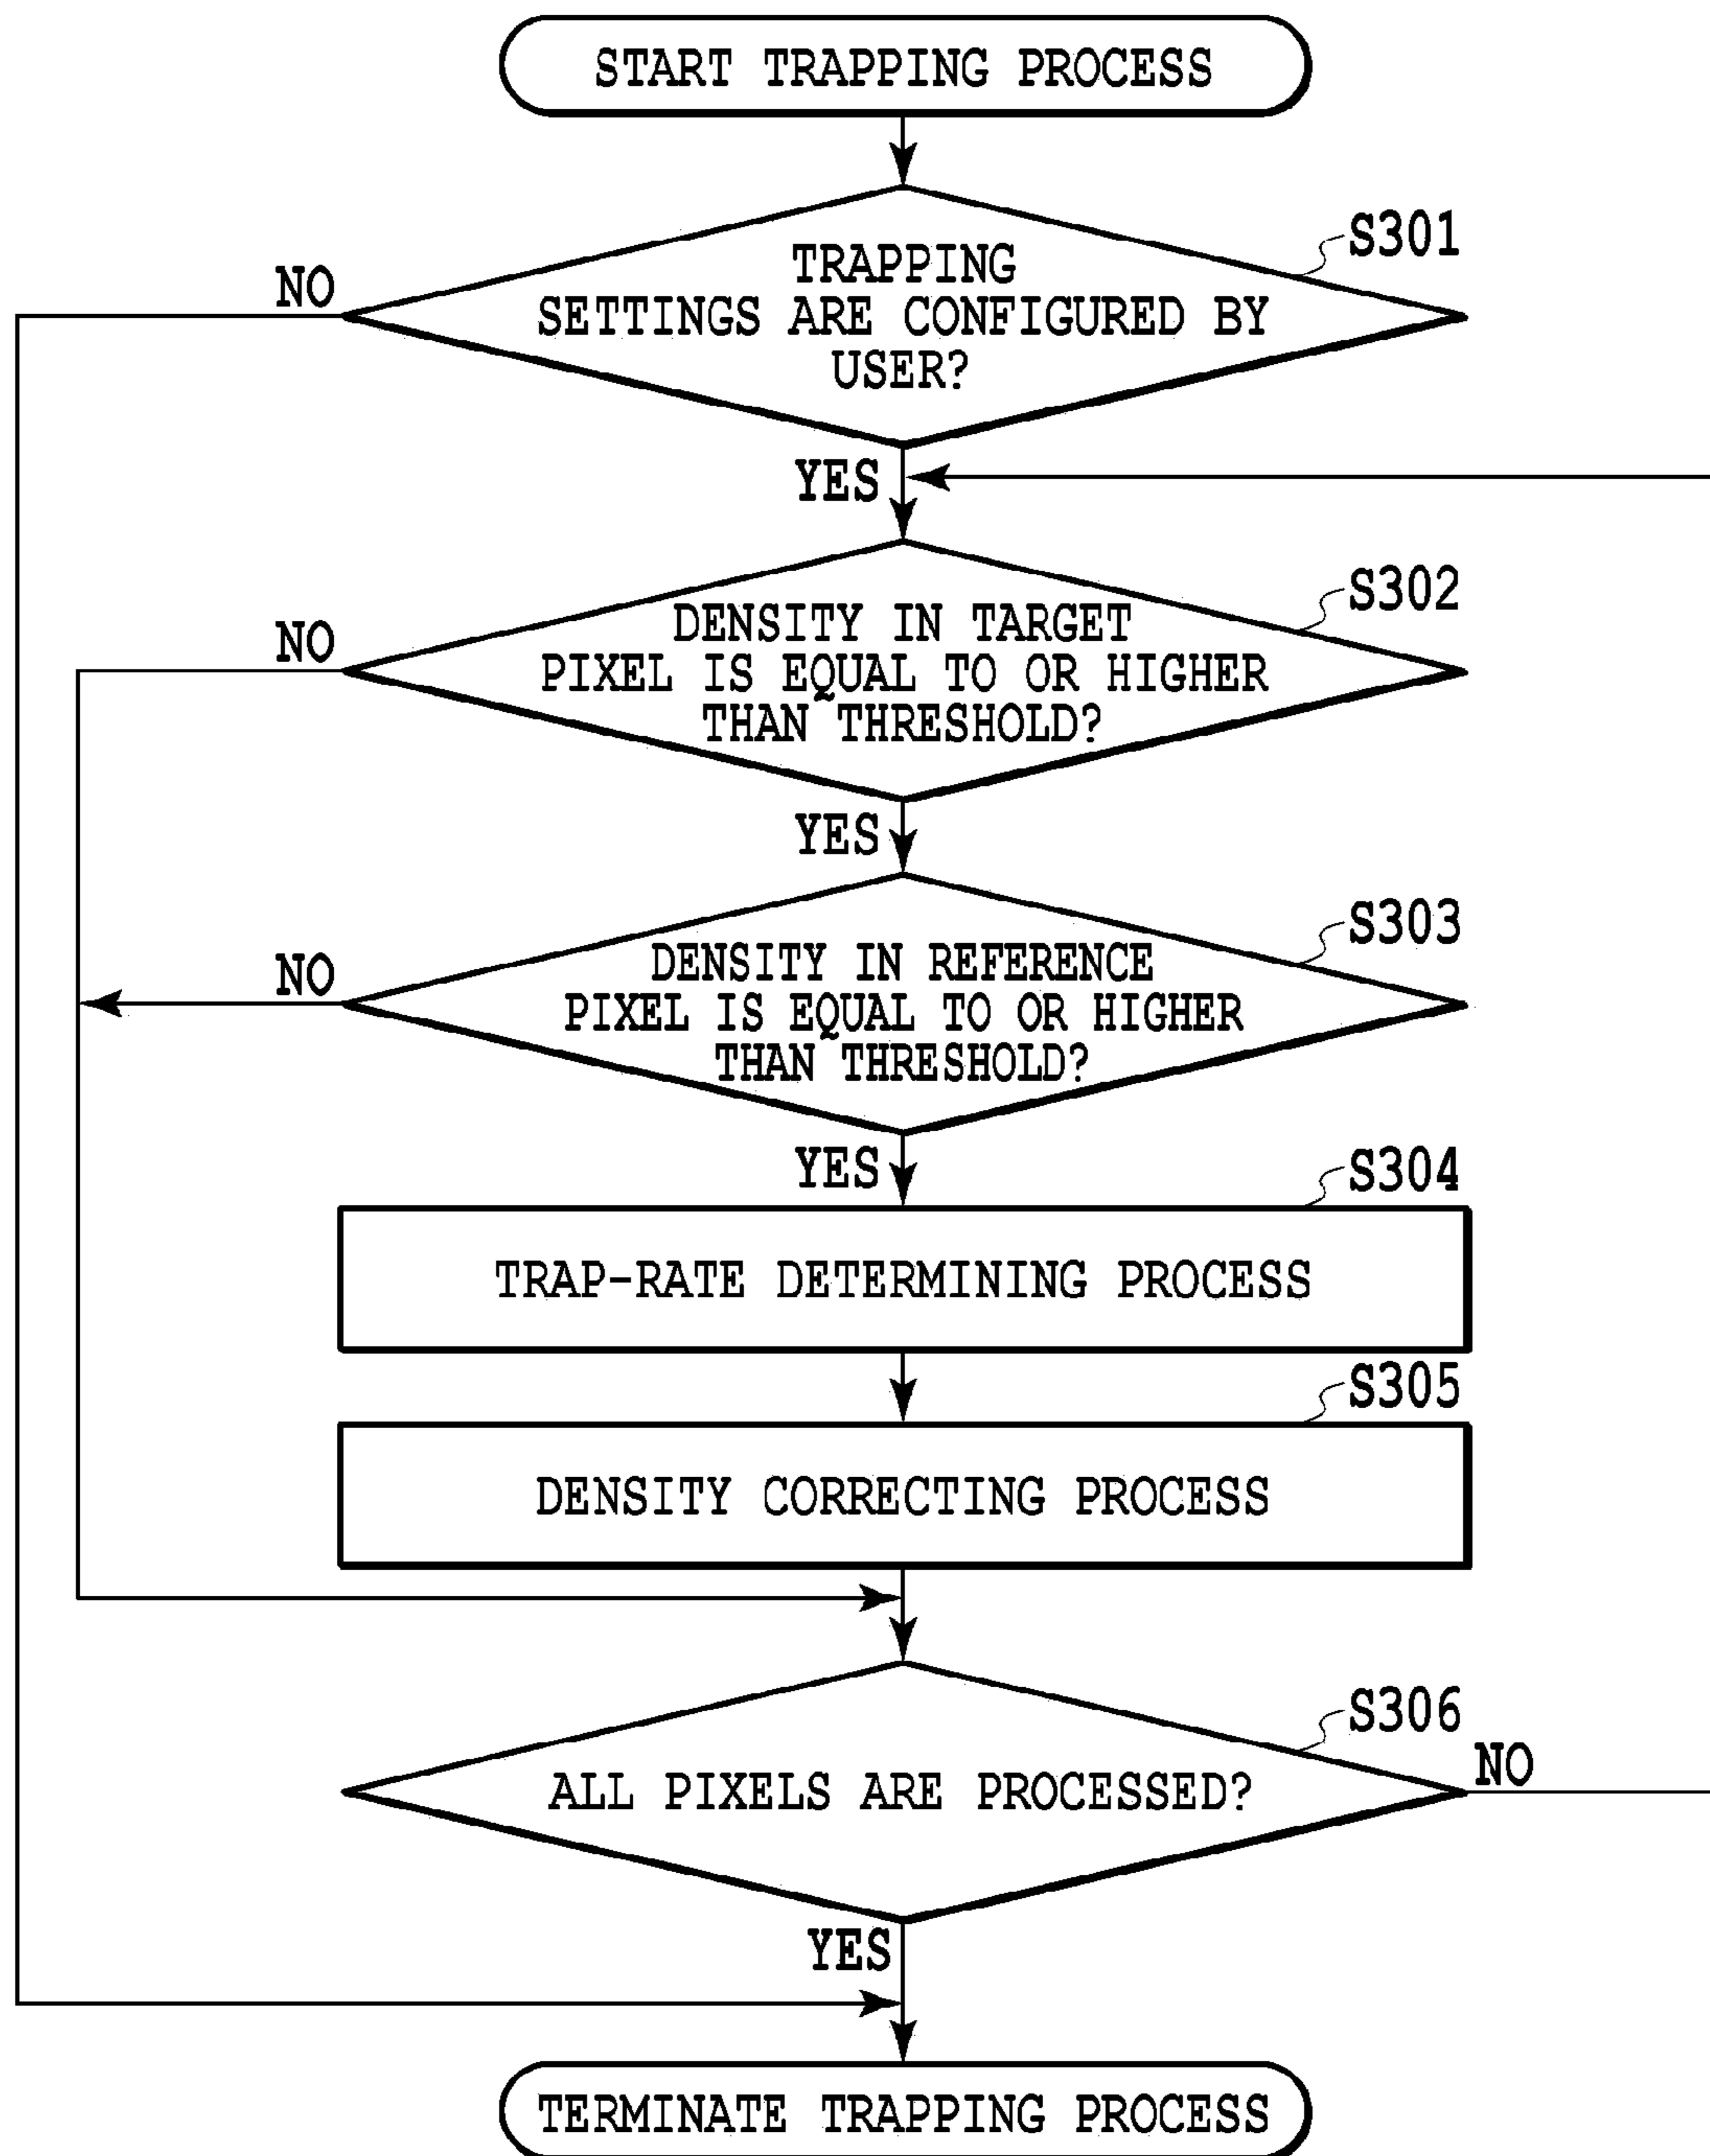 START TRAPPING PROCESS
S301
TRAPPING
SETTINGS ARE CONFIGURED BY
USER?
NO
YES
S302
DENSITY IN TARGET
PIXEL IS EQUAL TO OR HIGHER
THAN THRESHOLD?
NO
YES
S303
DENSITY IN REFERENCE
PIXEL IS EQUAL TO OR HIGHER
THAN THRESHOLD?
NO
YES
S304
TRAP-RATE DETERMINING PROCESS
S305
DENSITY CORRECTING PROCESS
S306
ALL PIXELS ARE PROCESSED?
NO
YES
TERMINATE TRAPPING PROCESS